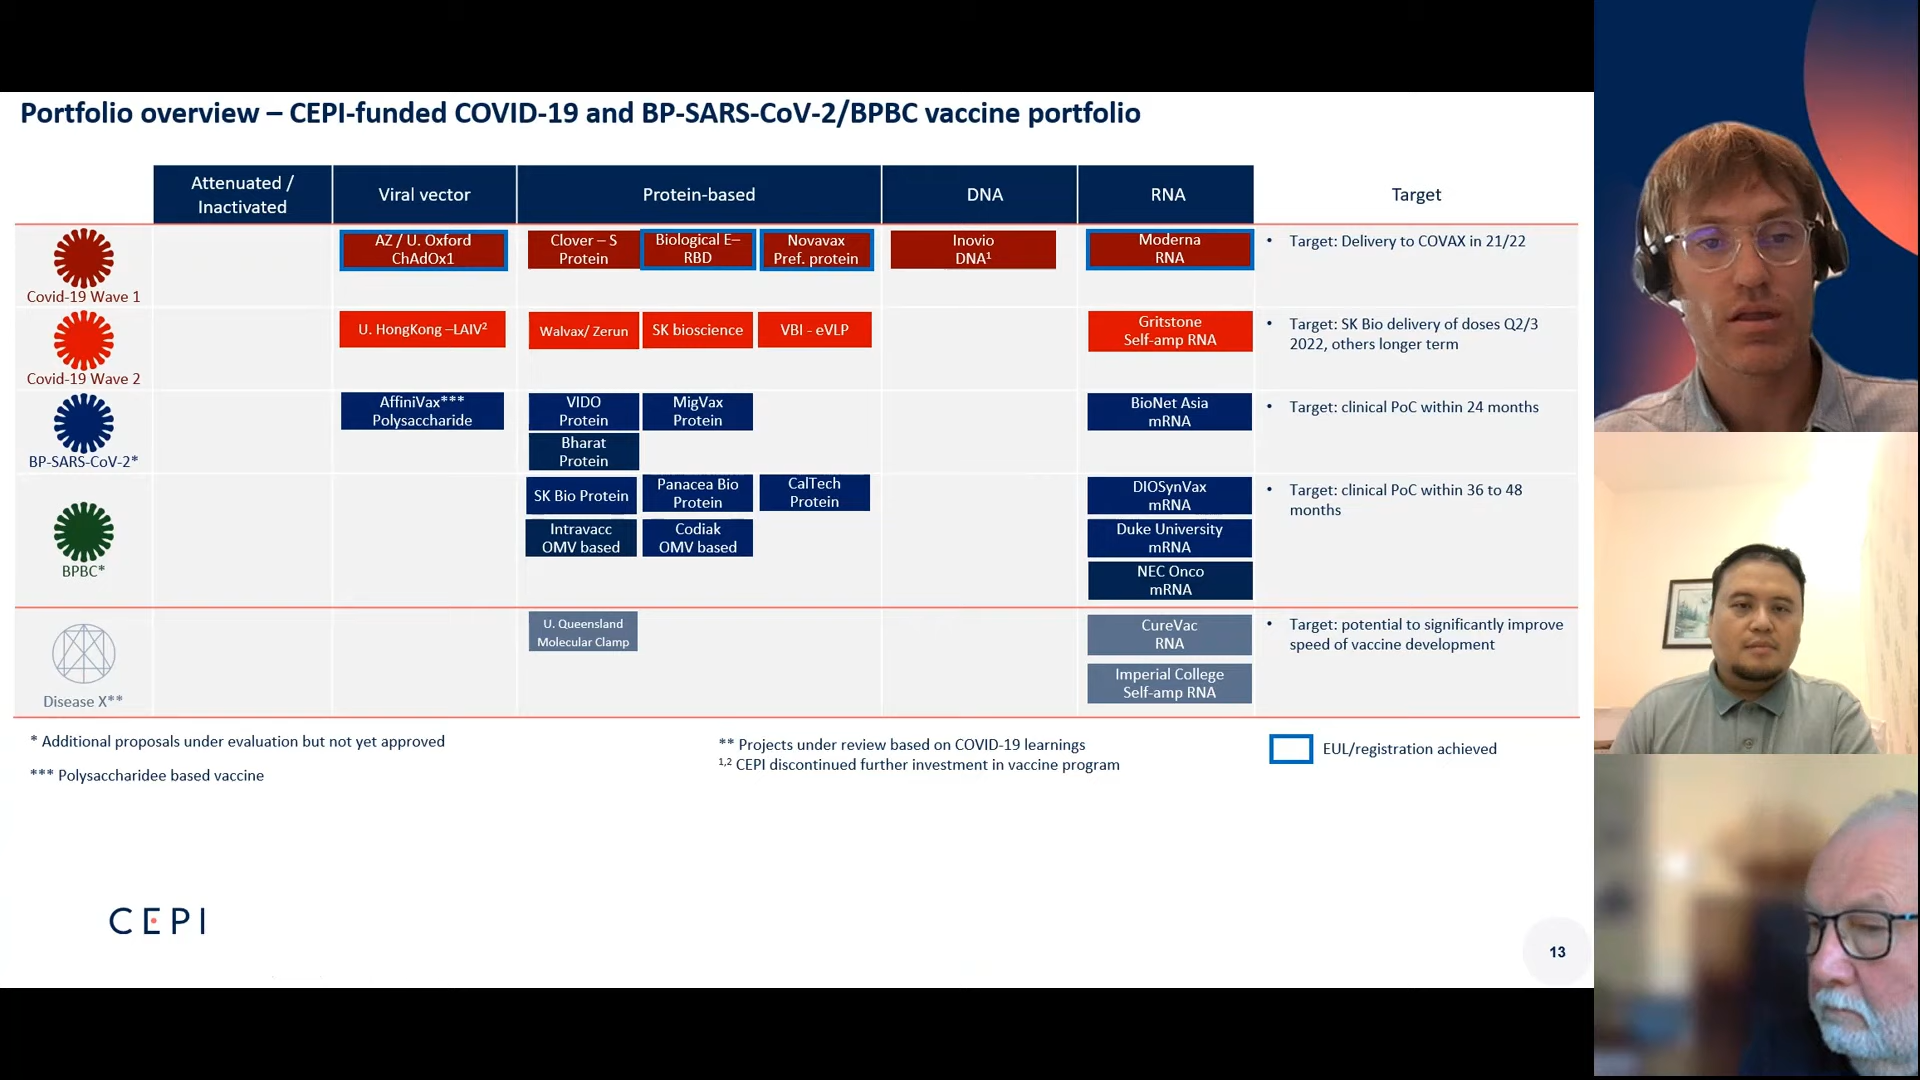 Portfolio overview – CEPI-funded COVID-19 and BP-SARS-CoV-2/BPBC vaccine portfolio
Attenuated /
Inactivated
Viral vector
Protein-based
DNA
RNA
Target
Covid-19 Wave 1
AZ / U. Oxford
ChAdOx1
Clover – S
Protein
Biological E–
RBD
Novavax
Pref. protein
Inovio
DNA¹
Moderna
RNA
• Target: Delivery to COVAX in 21/22
Covid-19 Wave 2
U. HongKong –LAIV²
Walvax/ Zerun
SK bioscience
VBI - eVLP
Gritstone
Self-amp RNA
• Target: SK Bio delivery of doses Q2/3
2022, others longer term
BP-SARS-CoV-2*
AffiniVax***
Polysaccharide
VIDO
Protein
MigVax
Protein
Bharat
Protein
BioNet Asia
mRNA
• Target: clinical PoC within 24 months
BPBC*
SK Bio Protein
Panacea Bio
Protein
CalTech
Protein
Intravacc
OMV based
Codiak
OMV based
DIOSynVax
mRNA
Duke University
mRNA
NEC Onco
mRNA
• Target: clinical PoC within 36 to 48
months
Disease X**
U. Queensland
Molecular Clamp
CureVac
RNA
Imperial College
Self-amp RNA
• Target: potential to significantly improve
speed of vaccine development
* Additional proposals under evaluation but not yet approved
*** Polysaccharidee based vaccine
** Projects under review based on COVID-19 learnings
¹,² CEPI discontinued further investment in vaccine program
EUL/registration achieved
CEPI
13